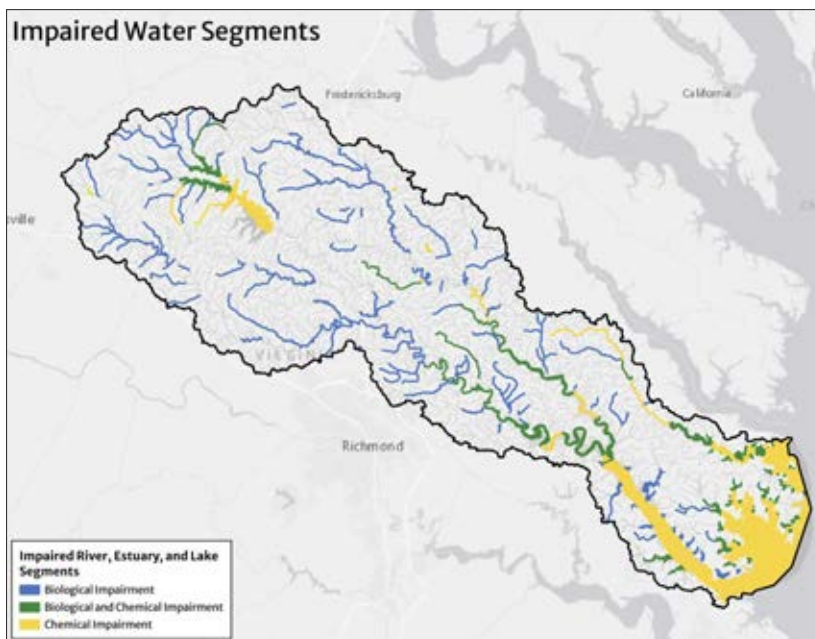 Impaired Water Segments
Fredericksburg
California
ville
Richmond
Impaired River, Estuary, and Lake
Segments
Biological Impairment
Biological and Chemical Impairment
Chemical Impairment